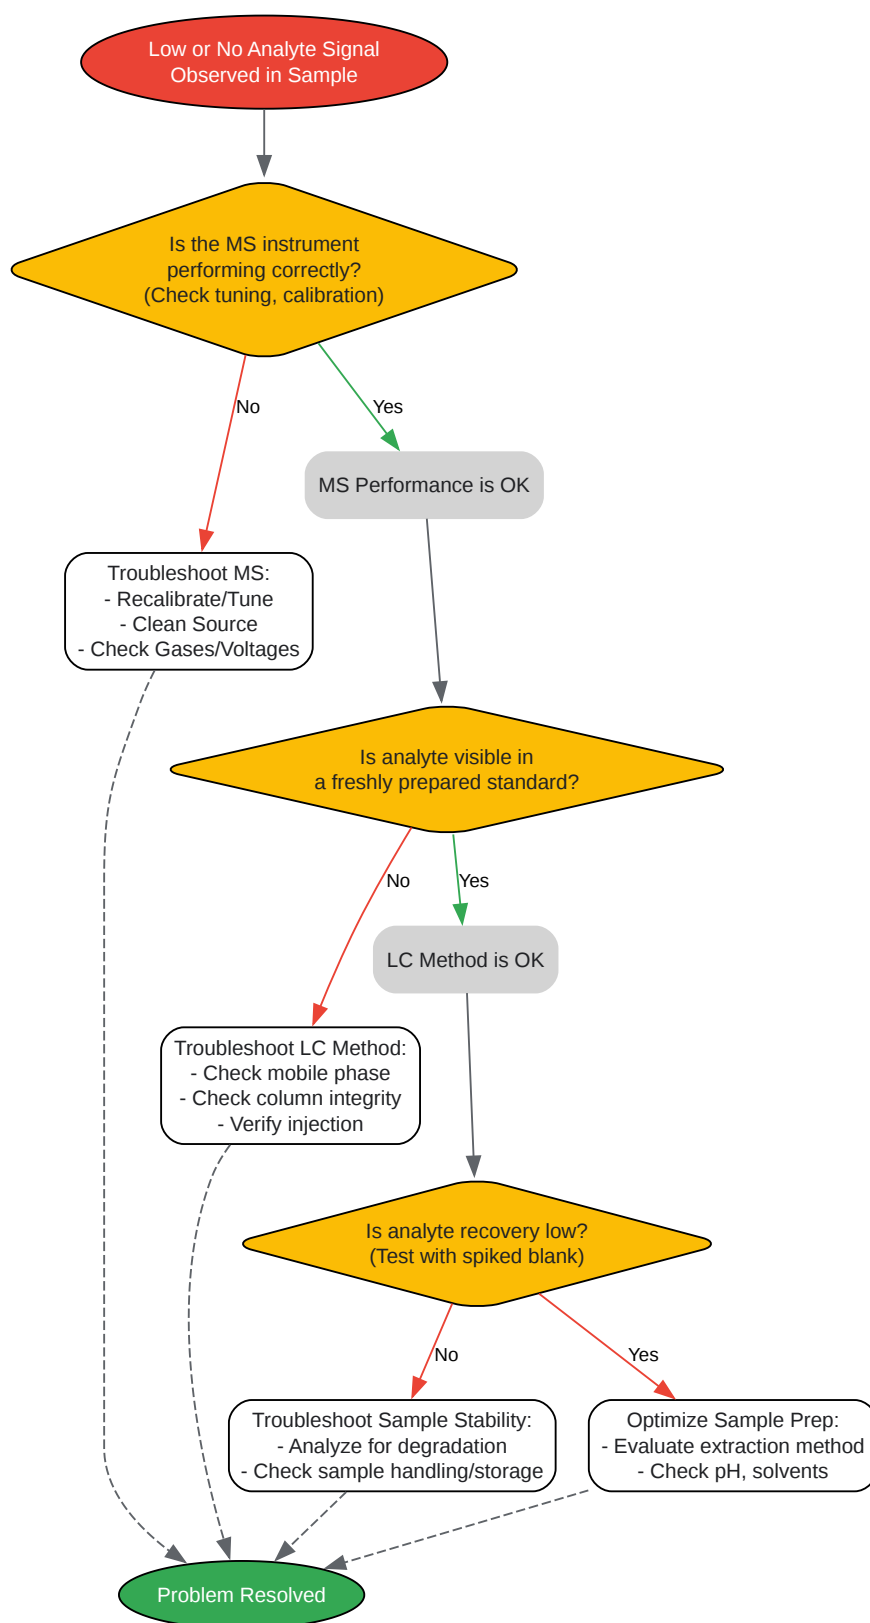 Low or No Analyte Signal
Observed in Sample
Is the MS instrument
performing correctly?
(Check tuning, calibration)
No
Yes
MS Performance is OK
Troubleshoot MS:
- Recalibrate/Tune
- Clean Source
- Check Gases/Voltages
Is analyte visible in
a freshly prepared standard?
No
Yes
LC Method is OK
Troubleshoot LC Method:
- Check mobile phase
- Check column integrity
- Verify injection
Is analyte recovery low?
(Test with spiked blank)
No
Yes
Troubleshoot Sample Stability:
- Analyze for degradation
- Check sample handling/storage
Optimize Sample Prep:
- Evaluate extraction method
- Check pH, solvents
Problem Resolved